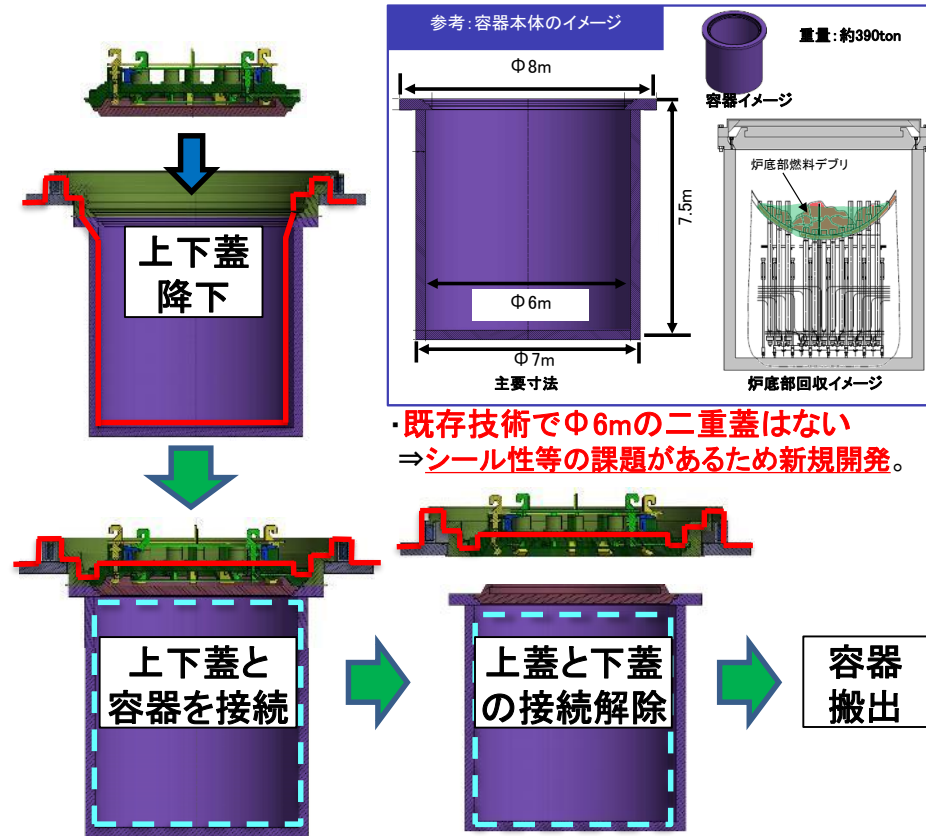 参考:容器本体のイメージ
重量:約390ton
Φ8m
容器イメージ
炉底部燃料デブリ
7.5m
Φ6m
Φ7m
主要寸法
炉底部回収イメージ
上下蓋
降下
・既存技術でΦ6mの二重蓋はない
⇒シール性等の課題があるため新規開発。
上下蓋と
容器を接続
上蓋と下蓋
の接続解除
容器
搬出